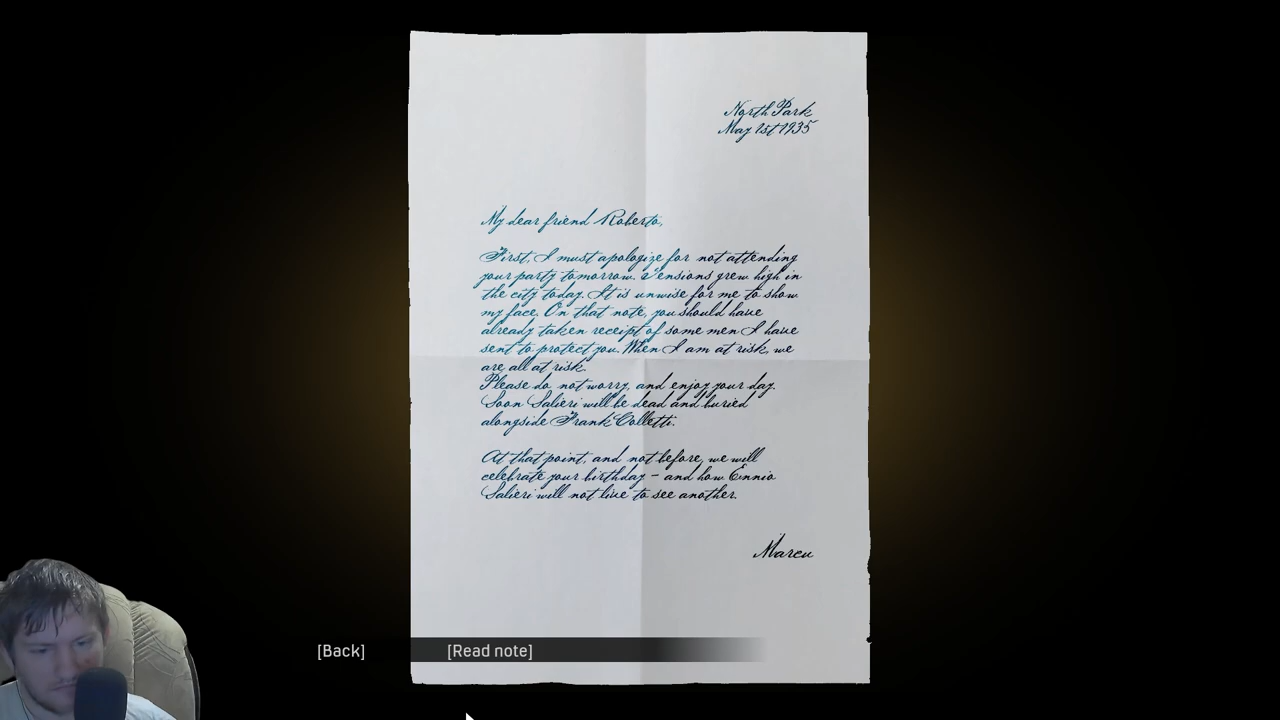 North Park
May 1st 1935
My dear friend Roberto,
First, I must apologize for not attending
your party tomorrow. Tensions grew high in
the city today. It is unwise for me to show
my face. On that note, you should have
already taken receipt of some men I have
sent to protect you. When I am at risk, we
are all at risk.
Please do not worry, and enjoy your day.
Soon Salieri will be dead and buried
alongside Frank Colletti.
At that point, and not before, we will
celebrate your birthday – and how Ennio
Salieri will not live to see another.
Marcu
[Back] [Read note]